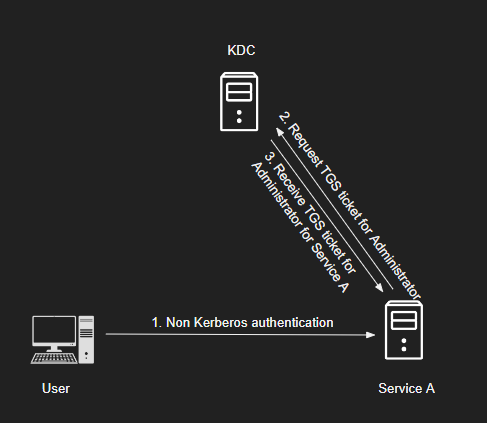 KDC
2. Request TGS ticket for Administrator
3. Receive TGS ticket for
Administrator for Service A
1. Non Kerberos authentication
User
Service A